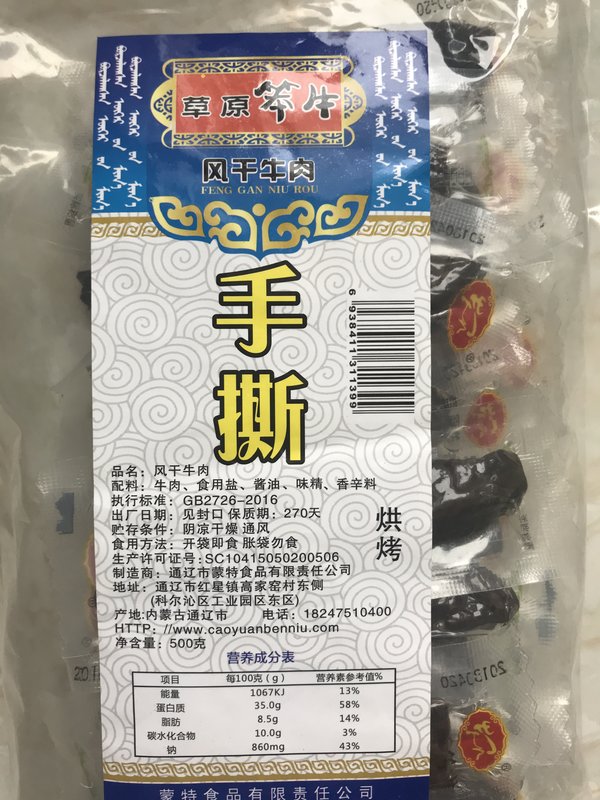 草原笨牛
风干牛肉
FENG GAN NIU ROU
手
撕
6 938411 311399
品名：风干牛肉
配料：牛肉、食用盐、酱油、味精、香辛料
执行标准：GB2726-2016
出厂日期：见封口 保质期：270天
贮存条件：阴凉干燥 通风
食用方法：开袋即食 胀袋勿食
生产许可证号:SC10415050200506
制造商：通辽市蒙特食品有限责任公司
地址：通辽市红星镇高家窑村东侧
(科尔沁区工业园区东区)
产地:内蒙古通辽市 电话：18247510400
HTTP：//www.caoyuanbenniu.com
净含量：500克
烘烤
营养成分表
项目 每100克（g） 营养素参考值%
能量 1067KJ 13%
蛋白质 35.0g 58%
脂肪 8.5g 14%
碳水化合物 10.0g 3%
钠 860mg 43%
蒙特食品有限责任公司
20180420